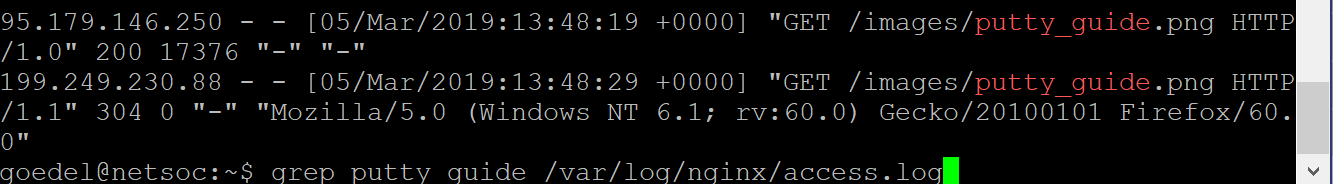 95.179.146.250 - - [05/Mar/2019:13:48:19 +0000] "GET /images/putty_guide.png HTTP
/1.0" 200 17376 "-" "-"
199.249.230.88 - - [05/Mar/2019:13:48:29 +0000] "GET /images/putty_guide.png HTTP
/1.1" 304 0 "-" "Mozilla/5.0 (Windows NT 6.1; rv:60.0) Gecko/20100101 Firefox/60.
0"
goedel@netsoc:~$ grep putty_guide /var/log/nginx/access.log